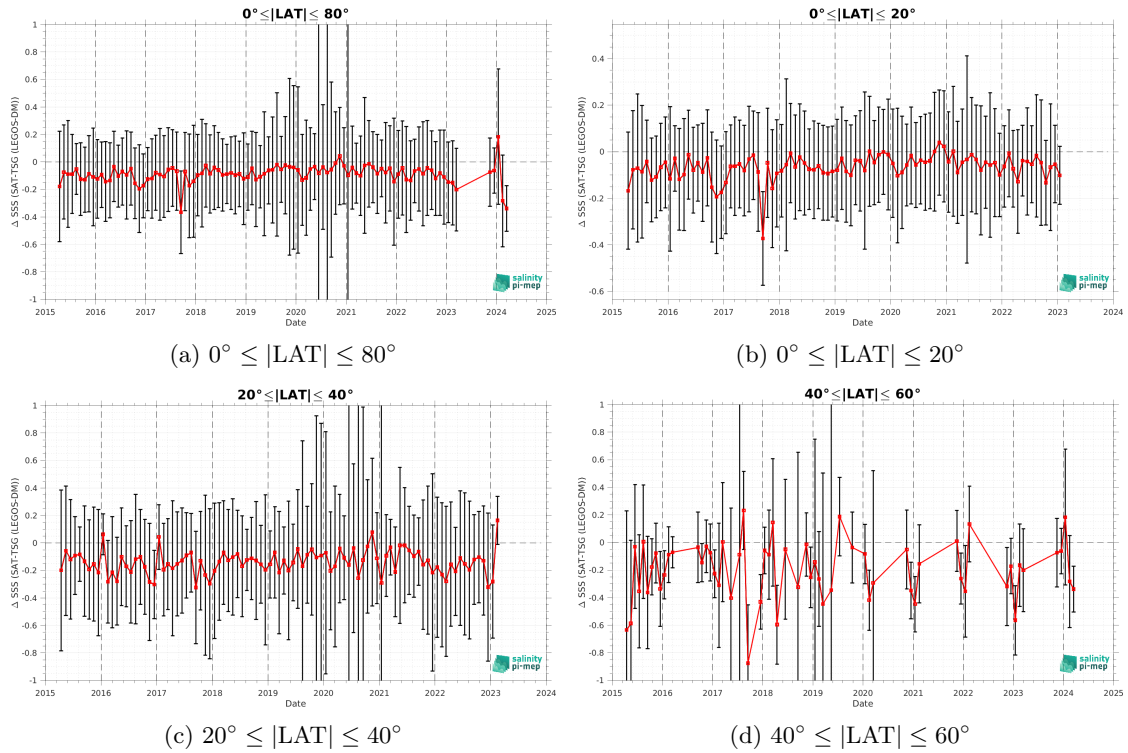 0°≤|LAT|≤ 80°
Δ SSS (SAT-TSG (LEGOS-DM))
1
0.8
0.6
0.4
0.2
0
-0.2
-0.4
-0.6
-0.8
-1
2015 2016 2017 2018 2019 2020 2021 2022 2023 2024 2025
Date
salinity
pi-mep
(a) 0° ≤ |LAT| ≤ 80°
0°≤|LAT|≤ 20°
Δ SSS (SAT-TSG (LEGOS-DM))
0.4
0.2
0
-0.2
-0.4
-0.6
2015 2016 2017 2018 2019 2020 2021 2022 2023 2024
Date
salinity
pi-mep
(b) 0° ≤ |LAT| ≤ 20°
20°≤|LAT|≤ 40°
Δ SSS (SAT-TSG (LEGOS-DM))
1
0.8
0.6
0.4
0.2
0
-0.2
-0.4
-0.6
-0.8
-1
2015 2016 2017 2018 2019 2020 2021 2022 2023 2024
Date
salinity
pi-mep
(c) 20° ≤ |LAT| ≤ 40°
40°≤|LAT|≤ 60°
Δ SSS (SAT-TSG (LEGOS-DM))
1
0.8
0.6
0.4
0.2
0
-0.2
-0.4
-0.6
-0.8
-1
2015 2016 2017 2018 2019 2020 2021 2022 2023 2024 2025
Date
salinity
pi-mep
(d) 40° ≤ |LAT| ≤ 60°